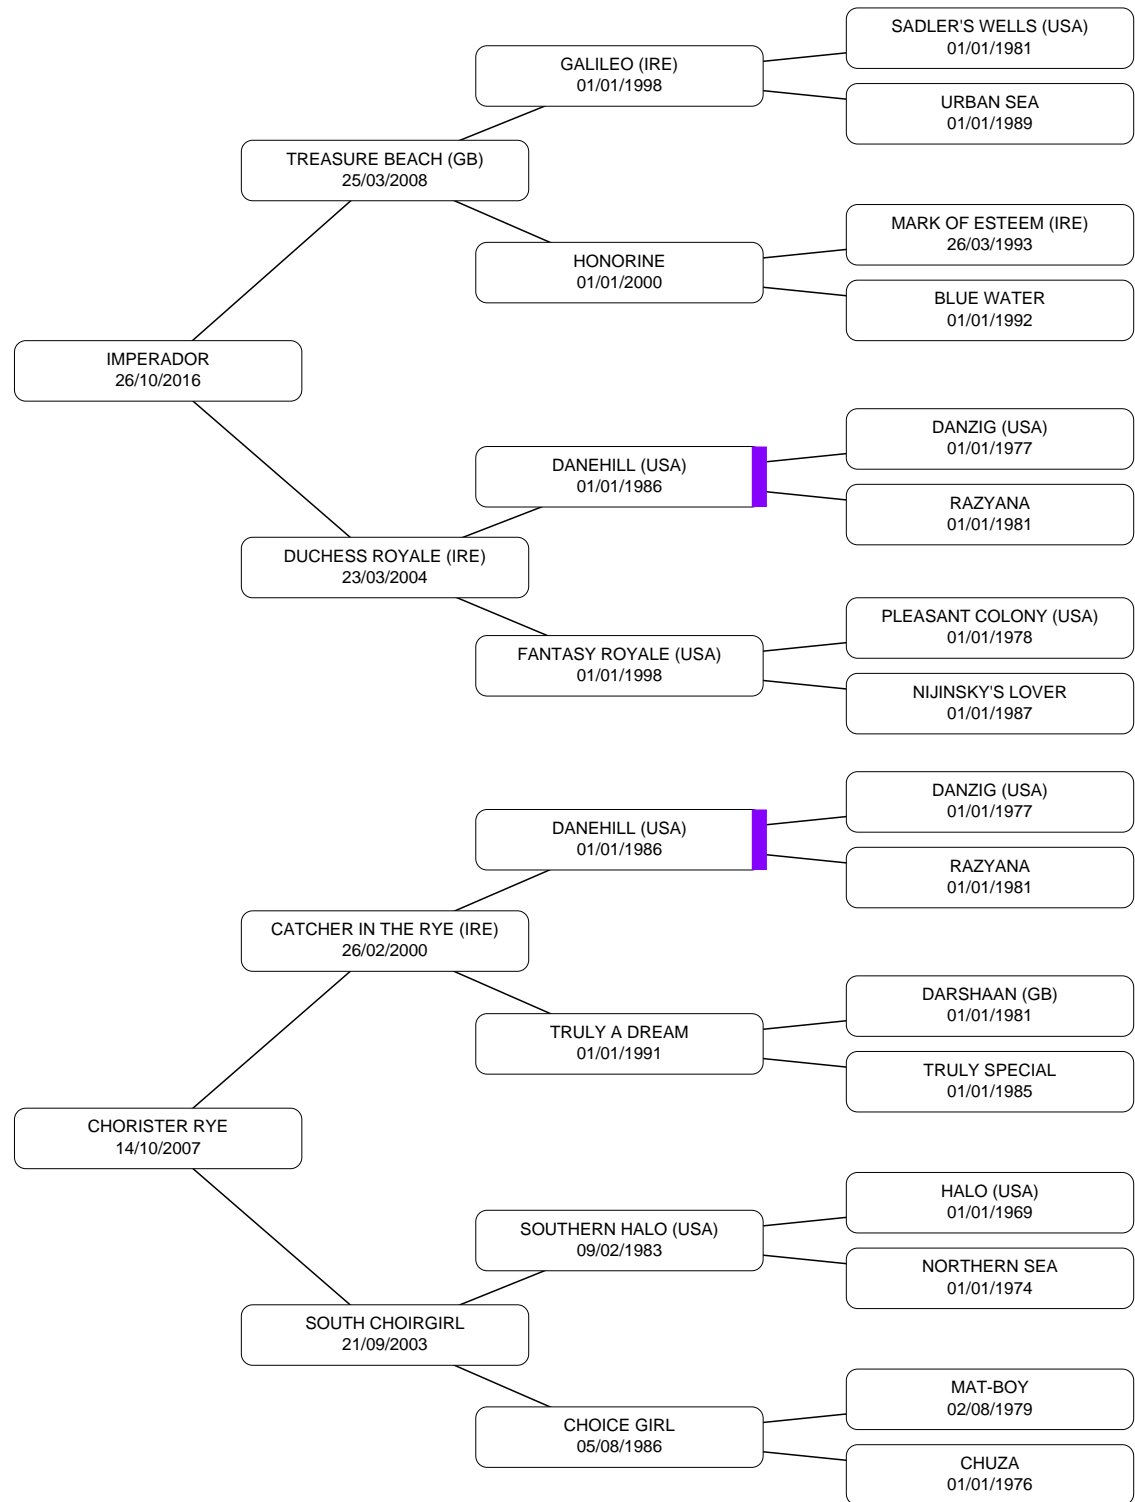 SADLER'S WELLS (USA)
01/01/1981
GALILEO (IRE)
01/01/1998
URBAN SEA
01/01/1989
TREASURE BEACH (GB)
25/03/2008
MARK OF ESTEEM (IRE)
26/03/1993
HONORINE
01/01/2000
BLUE WATER
01/01/1992
IMPERADOR
26/10/2016
DANZIG (USA)
01/01/1977
DANEHILL (USA)
01/01/1986
RAZYANA
01/01/1981
DUCHESS ROYALE (IRE)
23/03/2004
PLEASANT COLONY (USA)
01/01/1978
FANTASY ROYALE (USA)
01/01/1998
NIJINSKY'S LOVER
01/01/1987
DANZIG (USA)
01/01/1977
DANEHILL (USA)
01/01/1986
RAZYANA
01/01/1981
CATCHER IN THE RYE (IRE)
26/02/2000
DARSHAAN (GB)
01/01/1981
TRULY A DREAM
01/01/1991
TRULY SPECIAL
01/01/1985
CHORISTER RYE
14/10/2007
HALO (USA)
01/01/1969
SOUTHERN HALO (USA)
09/02/1983
NORTHERN SEA
01/01/1974
SOUTH CHOIRGIRL
21/09/2003
MAT-BOY
02/08/1979
CHOICE GIRL
05/08/1986
CHUZA
01/01/1976